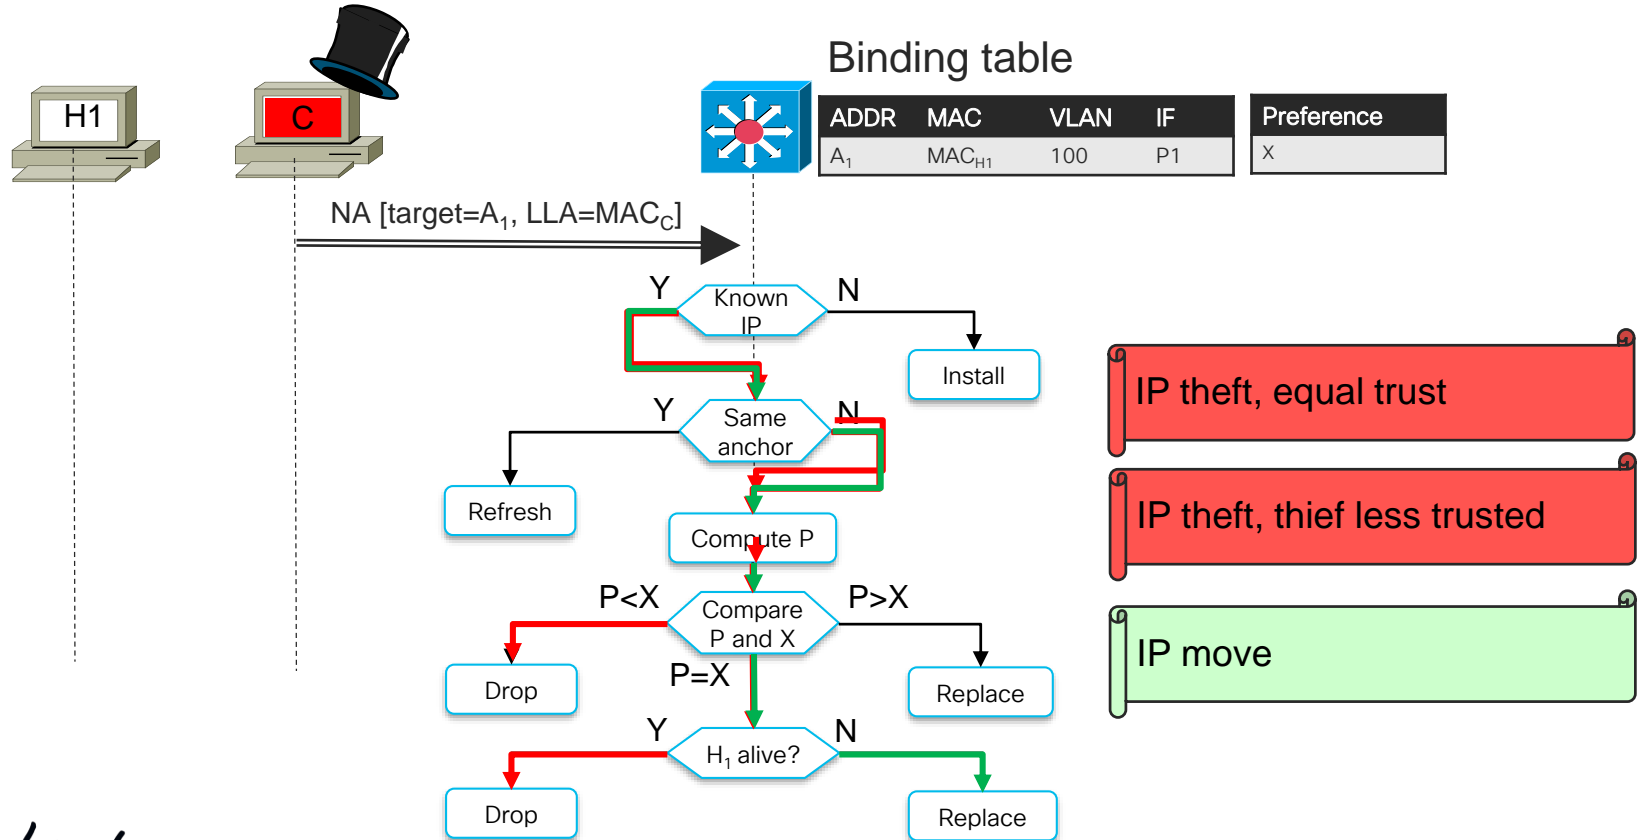 Binding table
H1
C
ADDR MAC VLAN IF Preference
A₁ MAC_H1 100 P1 X
NA [target=A₁, LLA=MAC_C]
Y Known N
IP
Install
IP theft, equal trust
Y Same N
anchor
Refresh
IP theft, thief less trusted
Compute P
P<X Compare P>X
P and X
IP move
P=X
Drop
Replace
Y H₁ alive? N
Drop
Replace